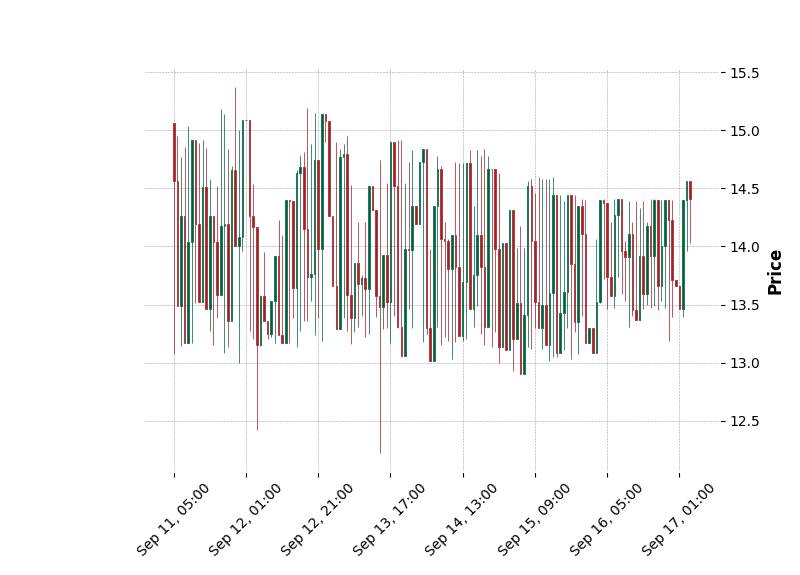 15.5
15.0
14.5
14.0
13.5
13.0
12.5
Price
Sep 11, 05:00
Sep 12, 01:00
Sep 12, 21:00
Sep 13, 17:00
Sep 14, 13:00
Sep 15, 09:00
Sep 16, 05:00
Sep 17, 01:00